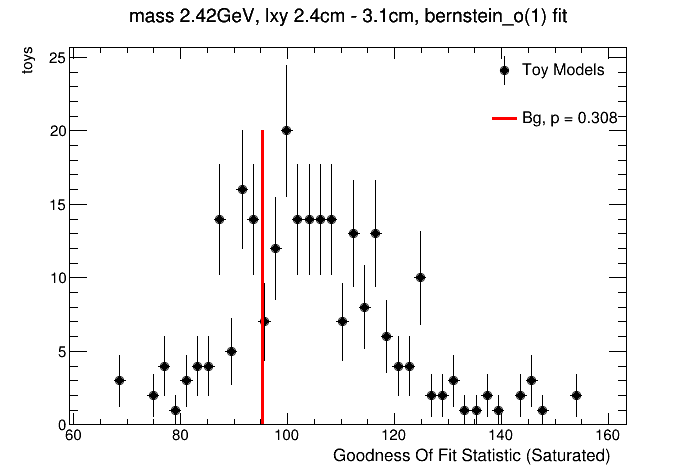 mass 2.42GeV, lxy 2.4cm - 3.1cm, bernstein_o(1) fit
toys
25
20
15
10
5
0
Toy Models
Bg, p = 0.308
60 80 100 120 140 160
Goodness Of Fit Statistic (Saturated)